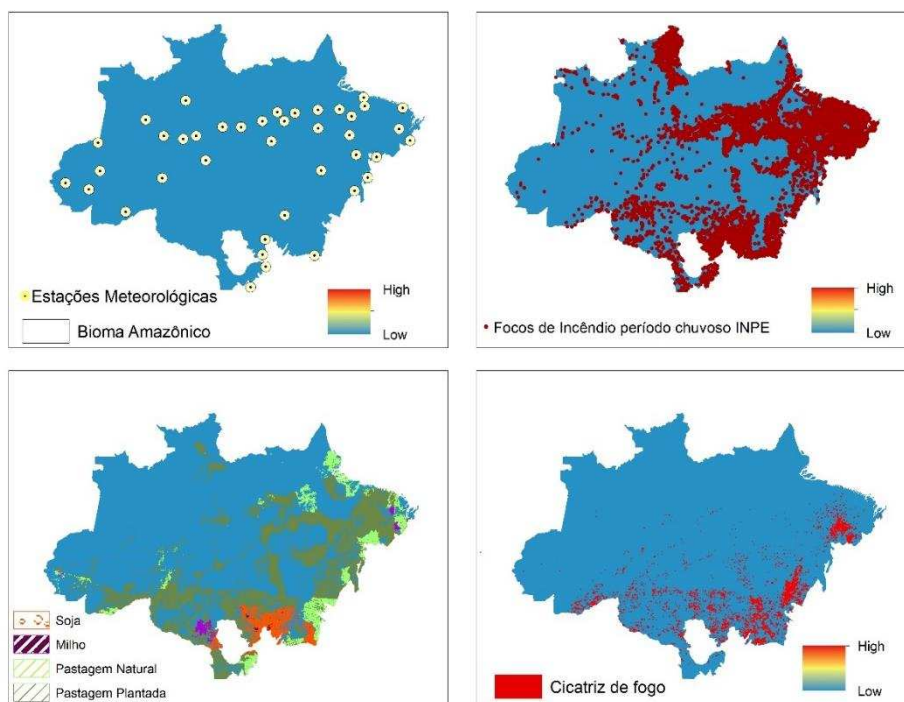 Estações Meteorológicas
Bioma Amazônico
High
Low
Focos de Incêndio período chuvoso INPE
High
Low
Soja
Milho
Pastagem Natural
Pastagem Plantada
Cicatriz de fogo
High
Low